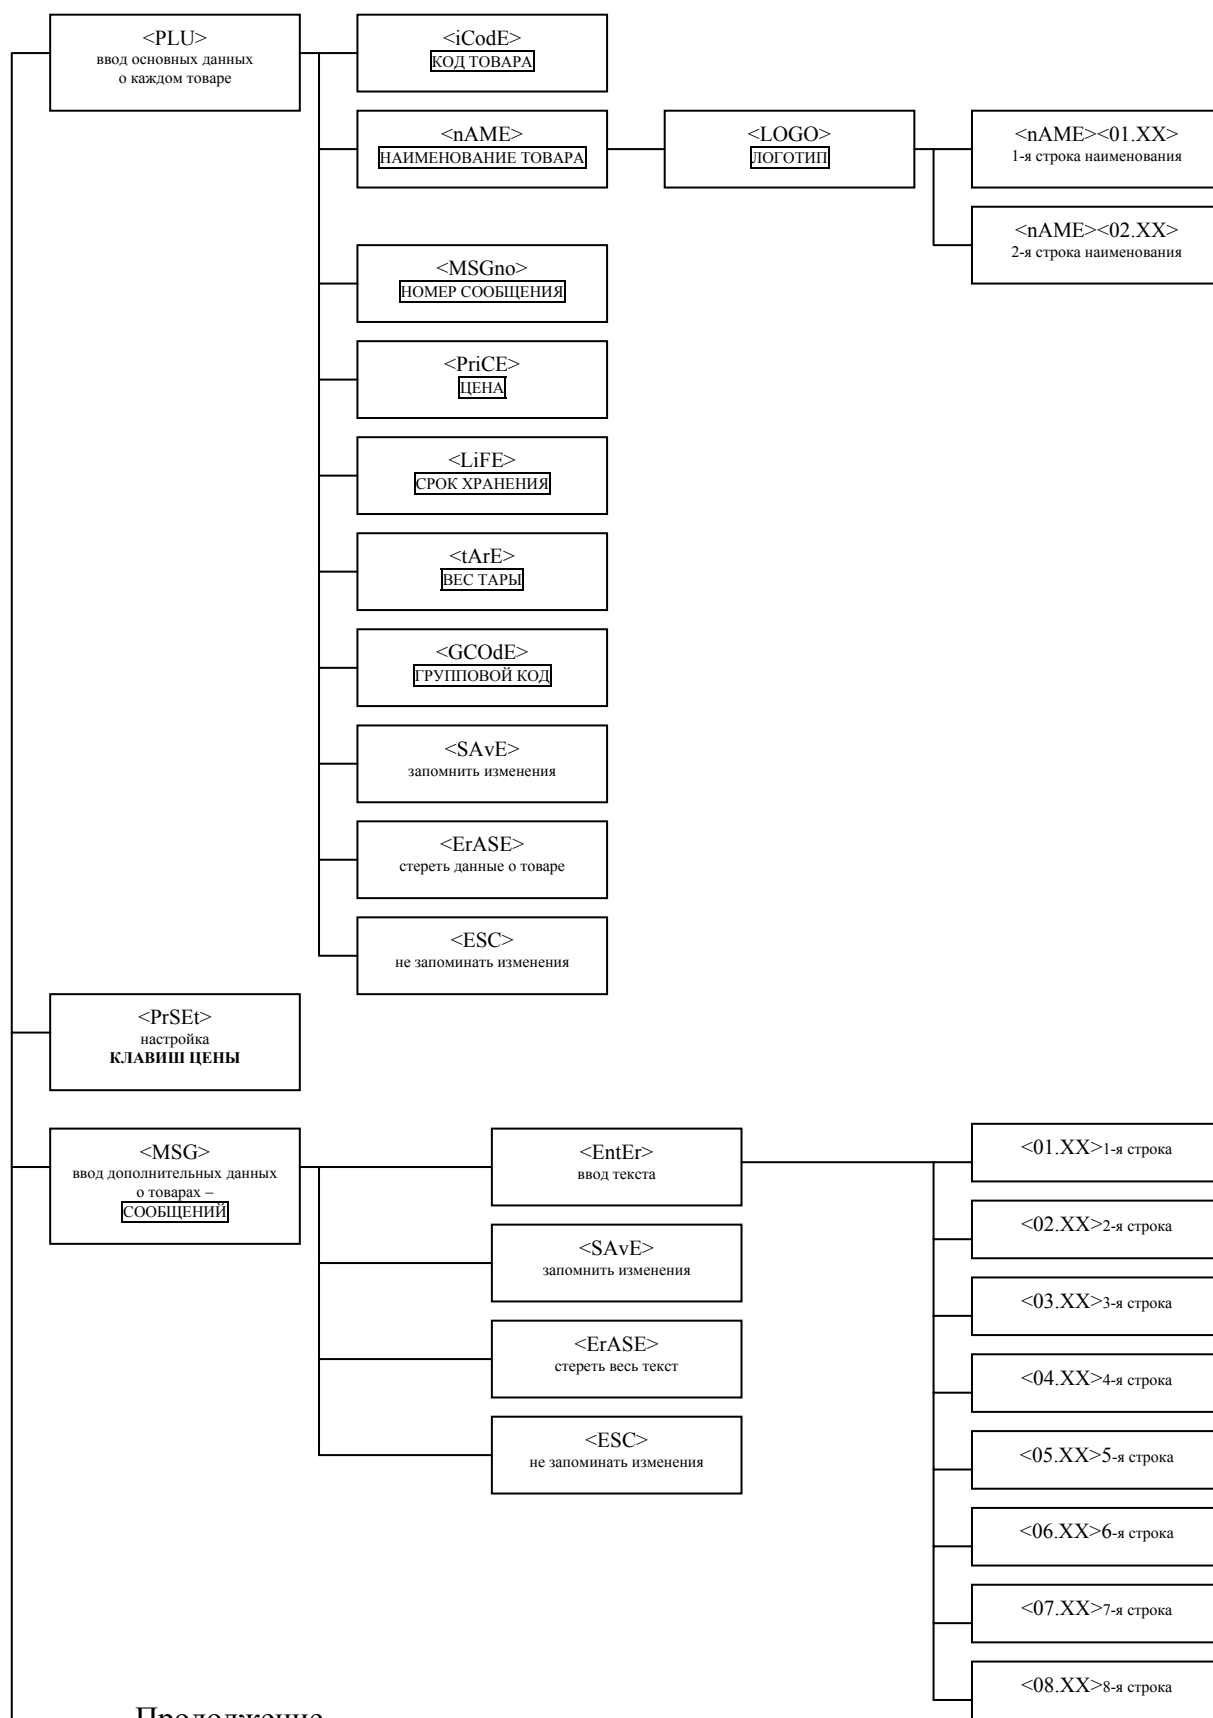 <PLU>
ввод основных данных
о каждом товаре
<iCodE>
КОД ТОВАРА
<nAME>
НАИМЕНОВАНИЕ ТОВАРА
<LOGO>
ЛОГОТИП
<nAME><01.XX>
1-я строка наименования
<nAME><02.XX>
2-я строка наименования
<MSGno>
НОМЕР СООБЩЕНИЯ
<PriCE>
ЦЕНА
<LiFE>
СРОК ХРАНЕНИЯ
<tArE>
ВЕС ТАРЫ
<GCOdE>
ГРУППОВОЙ КОД
<SAvE>
запомнить изменения
<ErASE>
стереть данные о товаре
<ESC>
не запоминать изменения
<PrSEt>
настройка
КЛАВИШ ЦЕНЫ
<MSG>
ввод дополнительных данных
о товарах –
СООБЩЕНИЙ
<EntEr>
ввод текста
<SAvE>
запомнить изменения
<ErASE>
стереть весь текст
<ESC>
не запоминать изменения
<01.XX>1-я строка
<02.XX>2-я строка
<03.XX>3-я строка
<04.XX>4-я строка
<05.XX>5-я строка
<06.XX>6-я строка
<07.XX>7-я строка
<08.XX>8-я строка
Продолжение